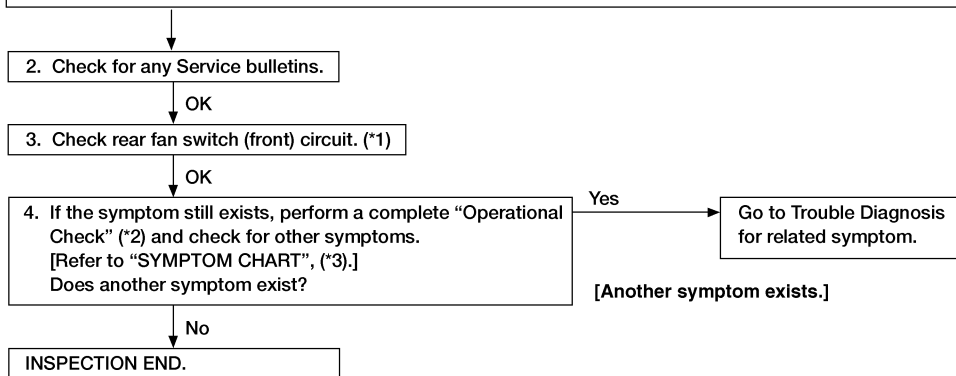 2. Check for any Service bulletins.
OK
3. Check rear fan switch (front) circuit. (*1)
OK
4. If the symptom still exists, perform a complete “Operational
Check” (*2) and check for other symptoms.
[Refer to “SYMPTOM CHART”, (*3).]
Does another symptom exist?
Yes
Go to Trouble Diagnosis
for related symptom.
[Another symptom exists.]
No
INSPECTION END.